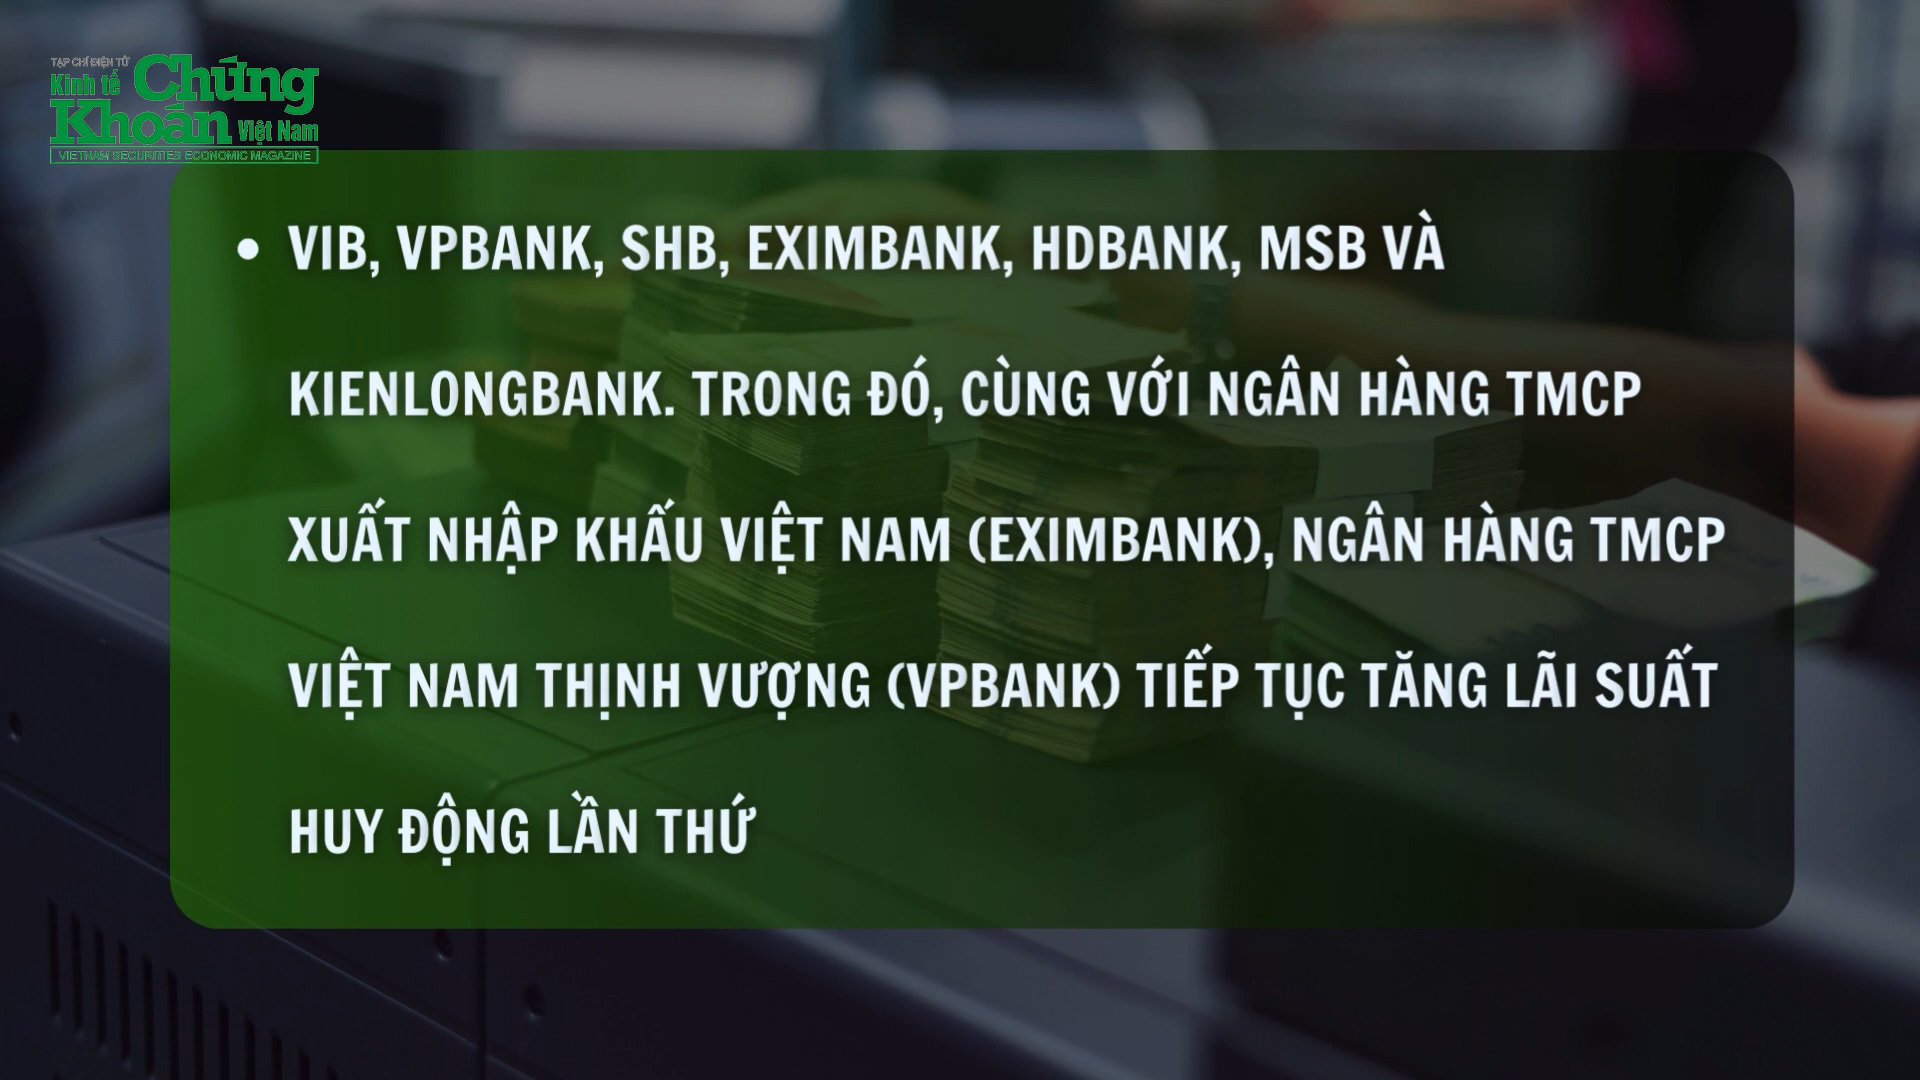 TẠP CHÍ ĐIỆN TỬ
Kinh tế Chứng
Khoán Việt Nam
VIETNAM SECURITIES ECONOMIC MAGAZINE
• VIB, VPBANK, SHB, EXIMBANK, HDBANK, MSB VÀ
KIENLONGBANK. TRONG ĐÓ, CÙNG VỚI NGÂN HÀNG TMCP
XUẤT NHẬP KHẨU VIỆT NAM (EXIMBANK), NGÂN HÀNG TMCP
VIỆT NAM THỊNH VƯỢNG (VPBANK) TIẾP TỤC TĂNG LÃI SUẤT
HUY ĐỘNG LẦN THỨ